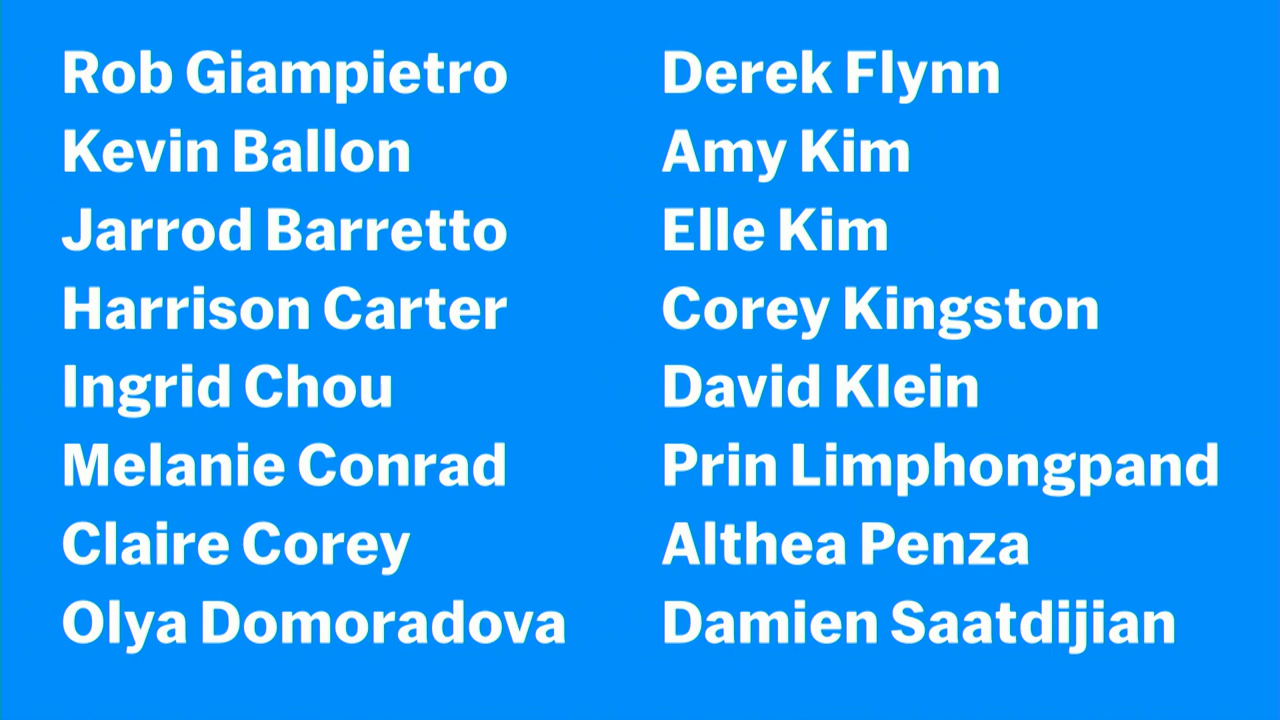 Rob Giampietro
Kevin Ballon
Jarrod Barretto
Harrison Carter
Ingrid Chou
Melanie Conrad
Claire Corey
Olya Domoradova
Derek Flynn
Amy Kim
Elle Kim
Corey Kingston
David Klein
Prin Limphongpand
Althea Penza
Damien Saatdijian